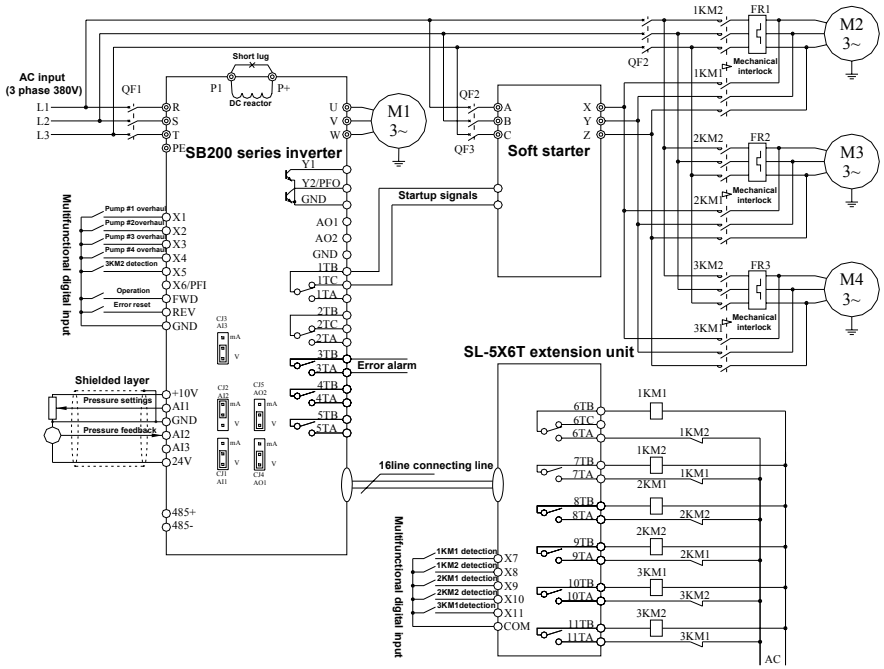 1KM2
FR1
M2
3~
QF2
Mechanical
interlock
1KM1
Short lug
P1
P+
DC reactor
AC input
(3 phase 380V)
QF1
L1
L2
L3
R
S
T
PE
U
V
W
M1
3~
SB200 series inverter
QF2
QF3
A
B
C
X
Y
Z
Soft starter
2KM2
FR2
M3
3~
Mechanical
interlock
2KM1
3KM2
FR3
M4
3~
Mechanical
interlock
3KM1
Y1
Y2/PFO
GND
Startup signals
AO1
AO2
GND
1TB
1TC
1TA
2TB
2TC
2TA
3TB
3TA
Error alarm
4TB
4TA
5TB
5TA
Multifunctional digital input
Pump #1 overhaul
Pump #2overhaul
Pump #3 overhaul
Pump #4 overhaul
3KM2 detection
Operation
Error reset
X1
X2
X3
X4
X5
X6/PFI
FWD
REV
GND
CJ3
AI3
mA
V
CJ2
AI2
mA
V
CJ5
AO2
mA
V
mA
V
CJ1
AI1
mA
V
CJ4
AO1
Shielded layer
Pressure settings
Pressure feedback
+10V
AI1
GND
AI2
AI3
24V
485+
485-
16line connecting line
SL-5X6T extension unit
Multifunctional digital input
1KM1 detection
1KM2 detection
2KM1 detection
2KM2 detection
3KM1detection
X7
X8
X9
X10
X11
COM
6TB
6TC
6TA
7TB
7TA
8TB
8TA
9TB
9TA
10TB
10TA
11TB
11TA
1KM1
1KM2
1KM2
1KM1
2KM1
2KM2
2KM2
2KM1
3KM1
3KM2
3KM2
3KM1
AC